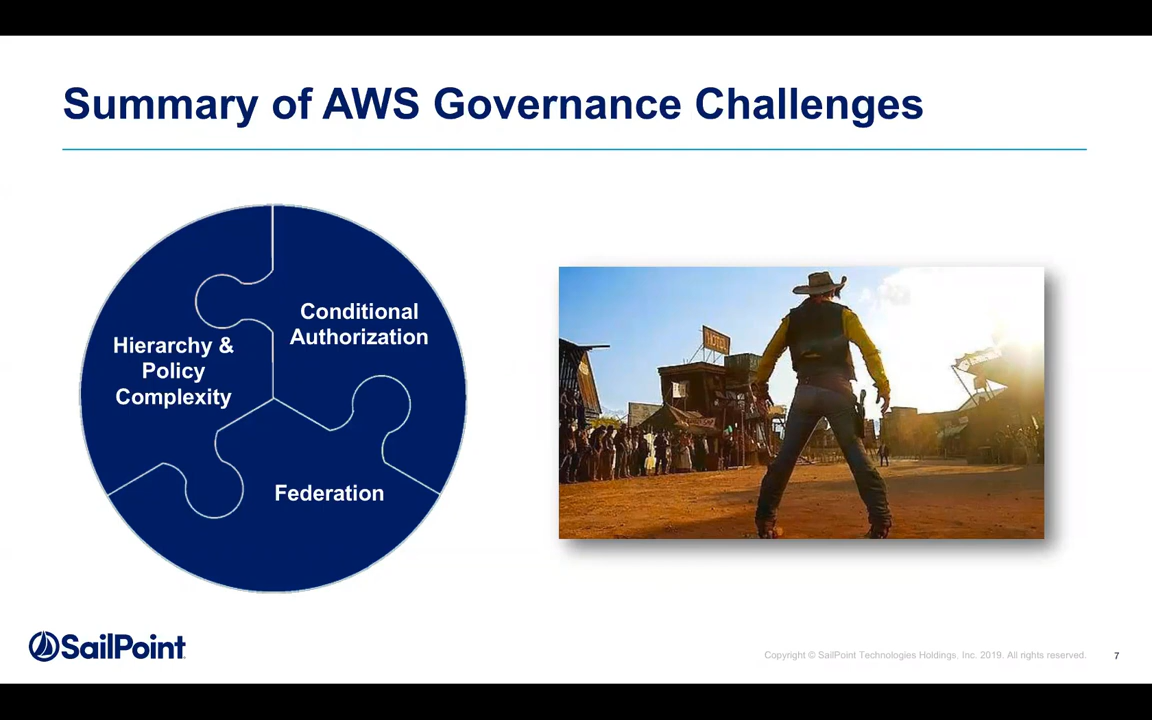 Summary of AWS Governance Challenges
Conditional
Authorization
Hierarchy &
Policy
Complexity
Federation
HOTEL
SailPoint
Copyright © SailPoint Technologies Holdings, Inc. 2019. All rights reserved.
7